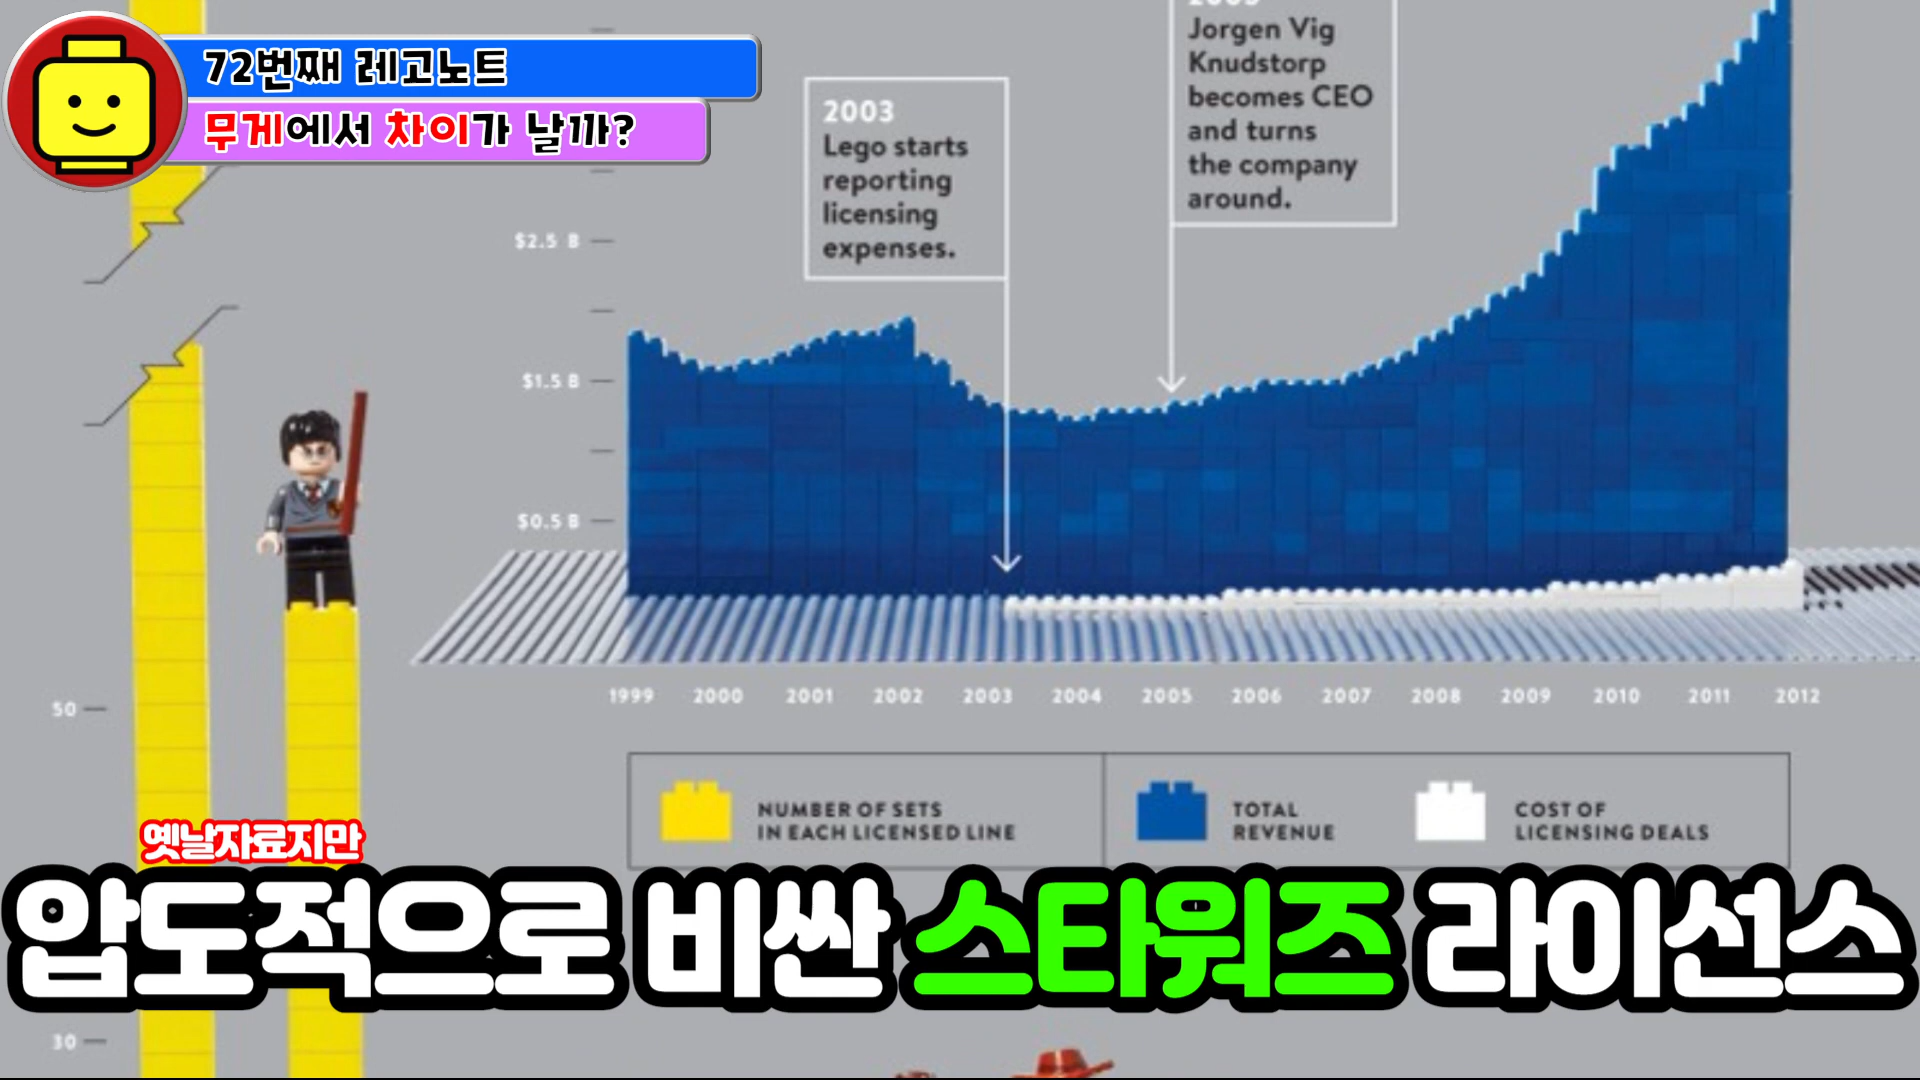 72번째 레고노트
무게에서 차이가 날까?
2003
Lego starts
reporting
licensing
expenses.
Jorgen Vig
Knudstorp
becomes CEO
and turns
the company
around.
$2.5 B
$1.5 B
$0.5 B
1999 2000 2001 2002 2003 2004 2005 2006 2007 2008 2009 2010 2011 2012
50
30
NUMBER OF SETS
IN EACH LICENSED LINE
TOTAL
REVENUE
COST OF
LICENSING DEALS
옛날자료지만
압도적으로 비싼 스타워즈 라이선스